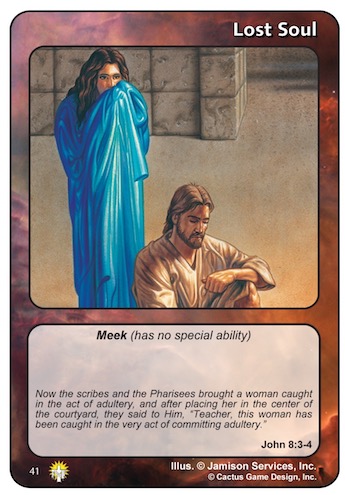 Lost Soul
Meek (has no special ability)
Now the scribes and the Pharisees brought a woman caught
in the act of adultery, and after placing her in the center of
the courtyard, they said to Him, “Teacher, this woman has
been caught in the very act of committing adultery.”
John 8:3-4
Illus. © Jamison Services, Inc.
41
© Cactus Game Design, Inc.